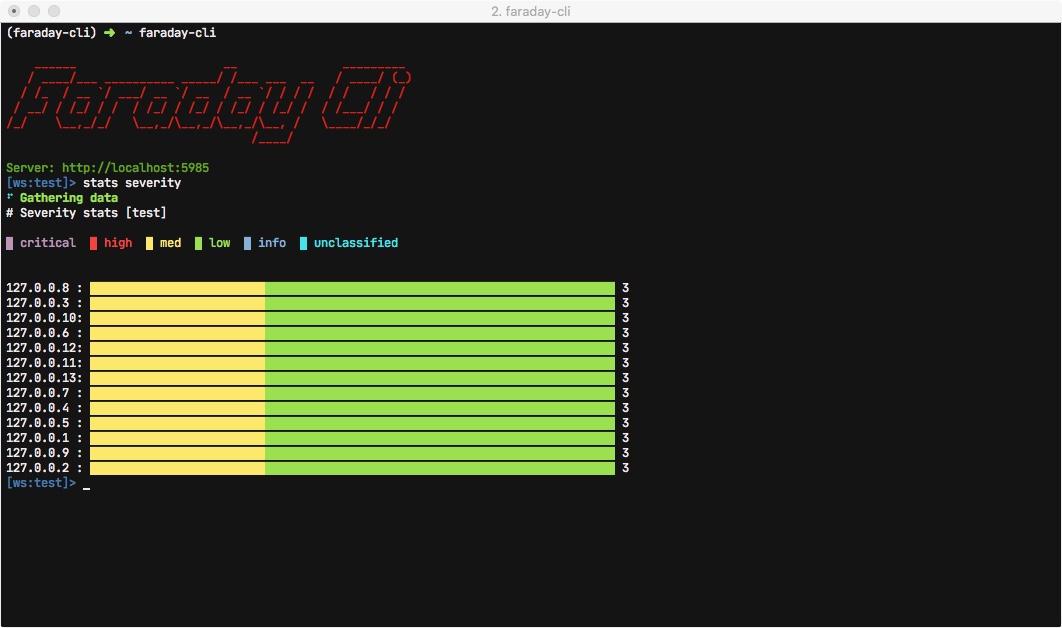 2. faraday-cli
(faraday-cli) ➜ ~ faraday-cli
Faraday Cli
Server: http://localhost:5985
[ws:test]> stats severity
⠋ Gathering data
# Severity stats [test]
critical high med low info unclassified
127.0.0.8 : 3
127.0.0.3 : 3
127.0.0.10: 3
127.0.0.6 : 3
127.0.0.12: 3
127.0.0.11: 3
127.0.0.13: 3
127.0.0.7 : 3
127.0.0.4 : 3
127.0.0.5 : 3
127.0.0.1 : 3
127.0.0.9 : 3
127.0.0.2 : 3
[ws:test]> _